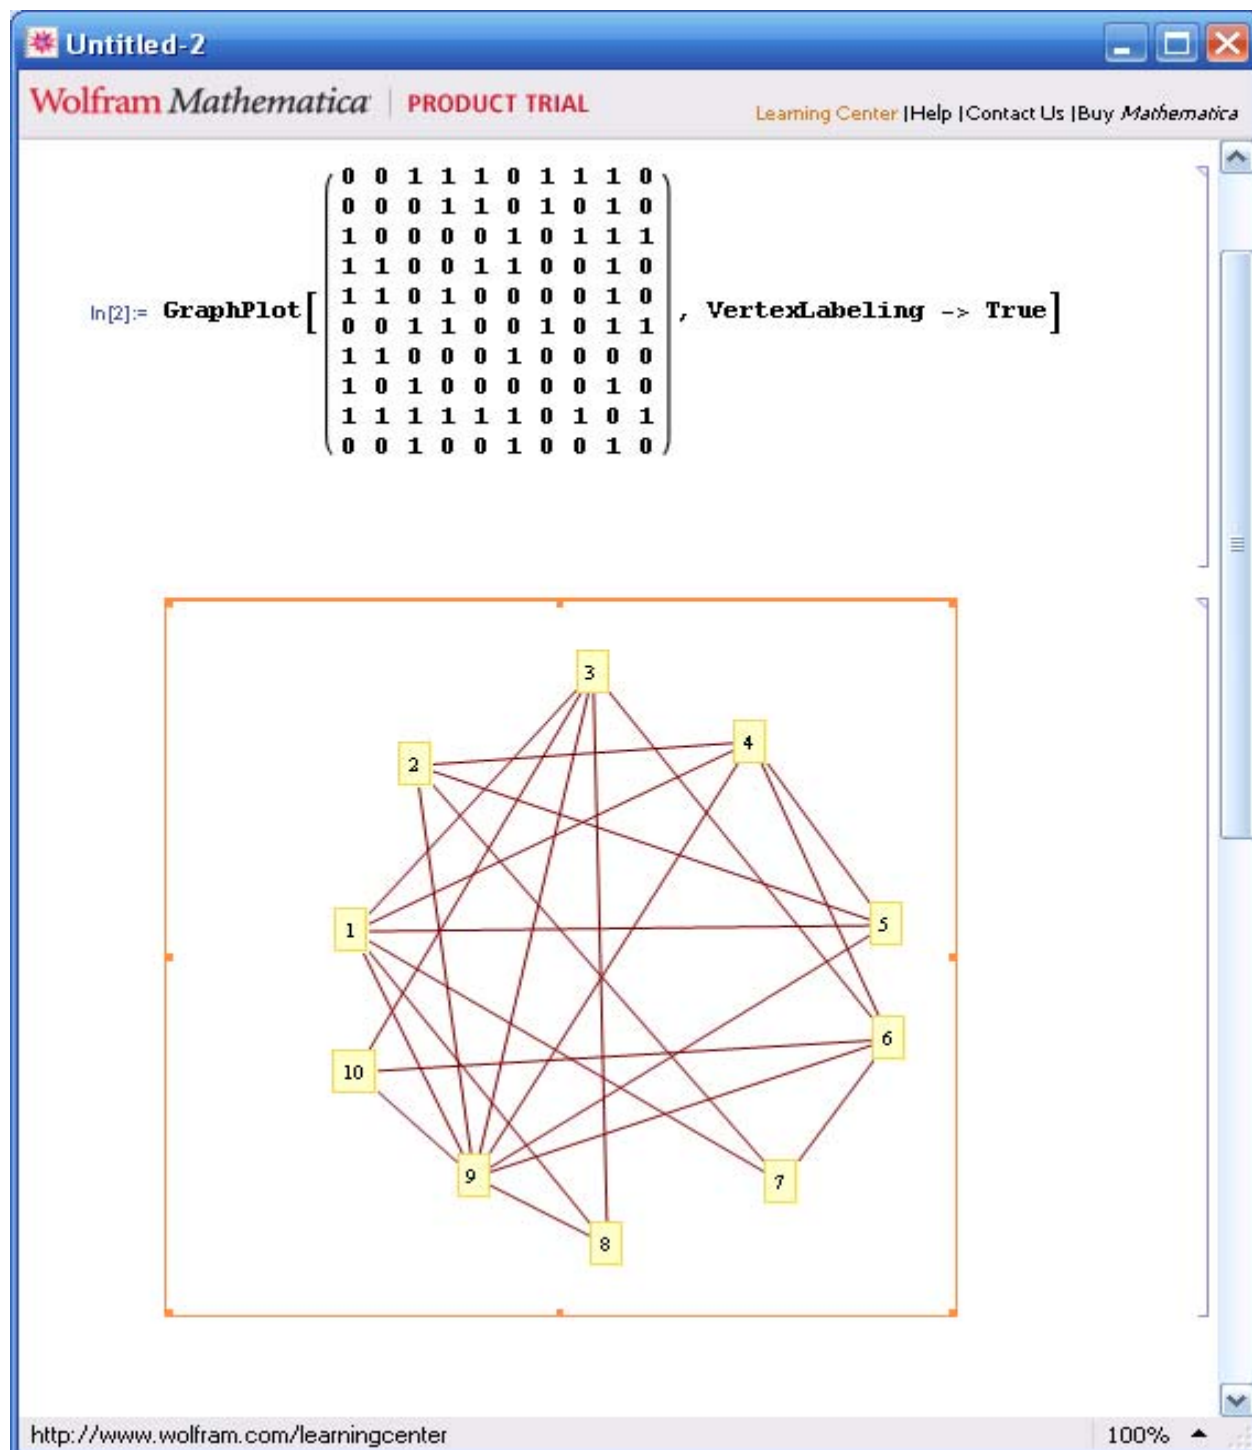 Untitled-2
Wolfram Mathematica | PRODUCT TRIAL
Learning Center |Help |Contact Us |Buy Mathematica
0 0 1 1 1 0 1 1 1 0
0 0 0 1 1 0 1 0 1 0
1 0 0 0 0 1 0 1 1 1
1 1 0 0 1 1 0 0 1 0
In[2]:= GraphPlot[ 1 1 0 1 0 0 0 0 1 0 , VertexLabeling -> True]
0 0 1 1 0 0 1 0 1 1
1 1 0 0 0 1 0 0 0 0
1 0 1 0 0 0 0 0 1 0
1 1 1 1 1 1 0 1 0 1
0 0 1 0 0 1 0 0 1 0
3
4
2
5
1
6
10
9
7
8
http://www.wolfram.com/learningcenter
100%